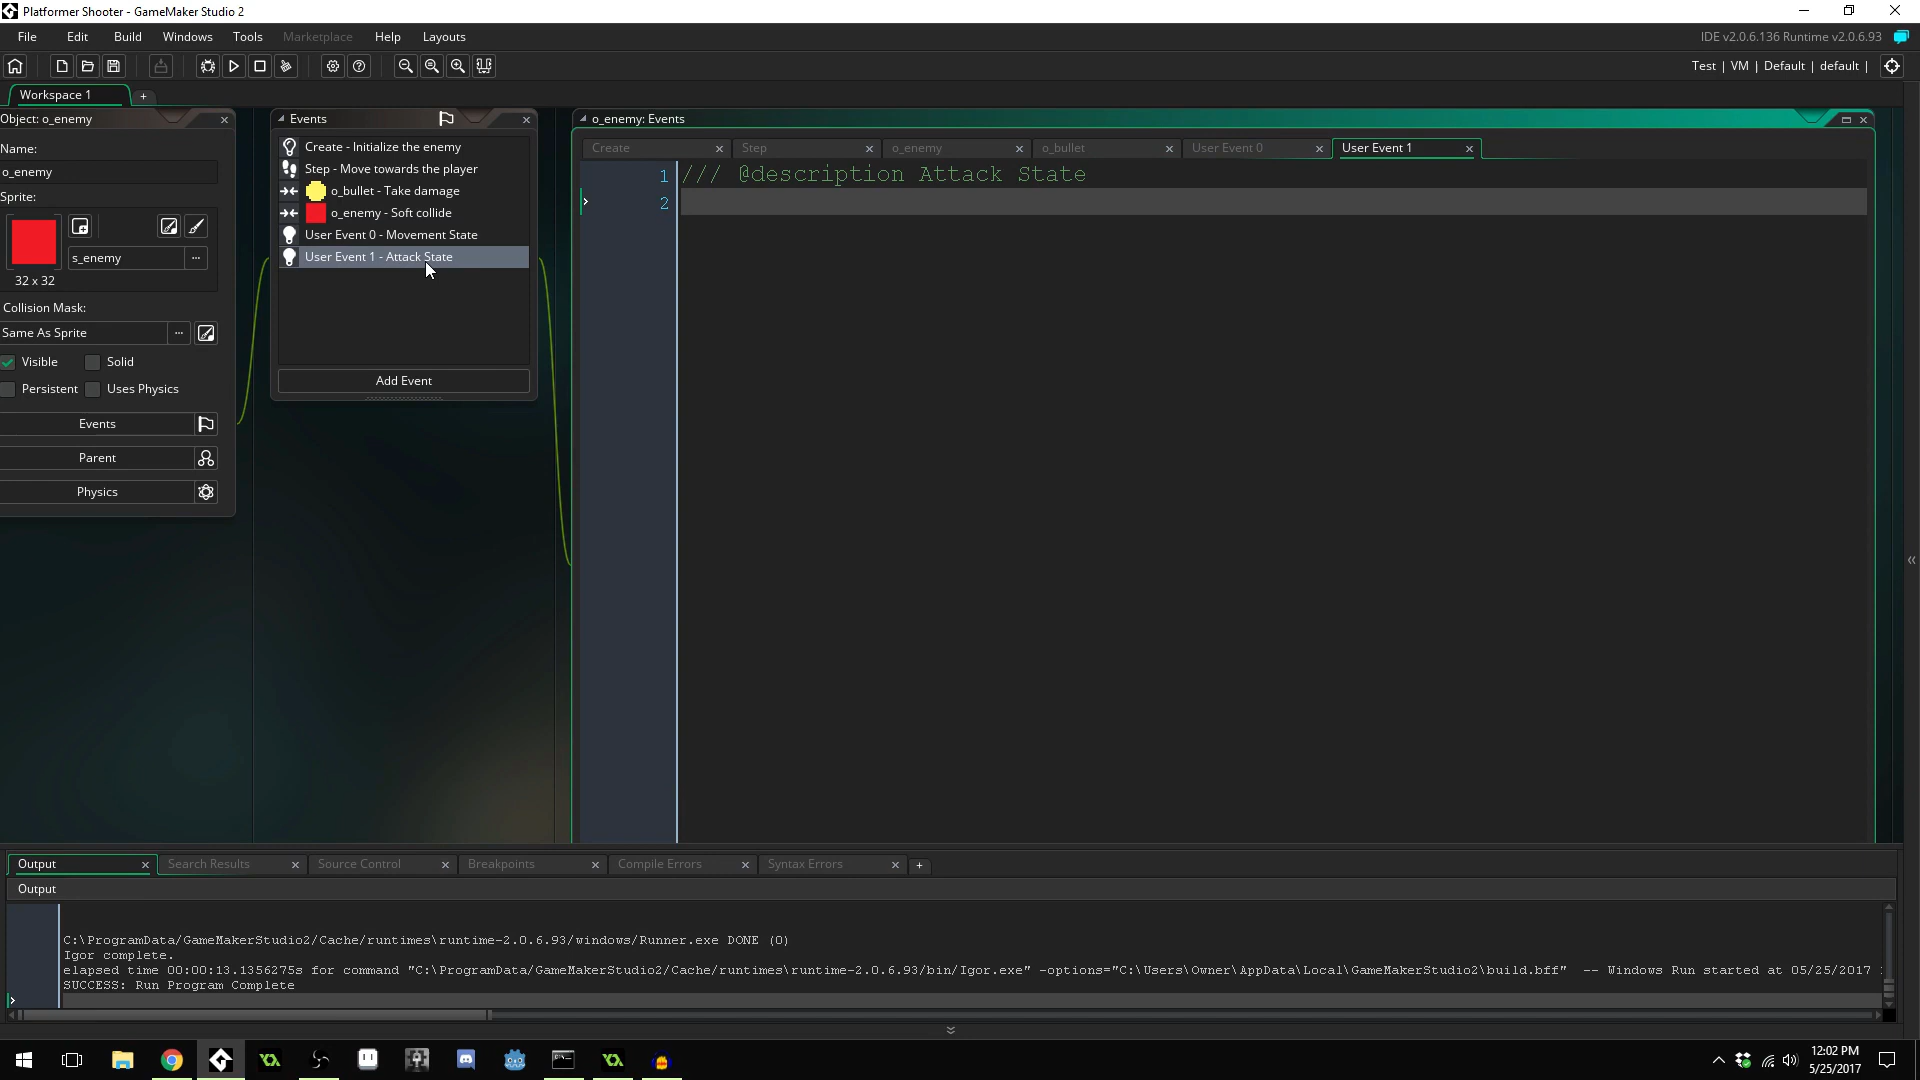 Platformer Shooter - GameMaker Studio 2
File Edit Build Windows Tools Marketplace Help Layouts
IDE v2.0.6.136 Runtime v2.0.6.93
Test | VM | Default | default |
Workspace 1 +
Object: o_enemy
Name:
o_enemy
Sprite:
s_enemy
32 x 32
Collision Mask:
Same As Sprite
Visible Solid
Persistent Uses Physics
Events
Parent
Physics
Events
Create - Initialize the enemy
Step - Move towards the player
o_bullet - Take damage
o_enemy - Soft collide
User Event 0 - Movement State
User Event 1 - Attack State
Add Event
o_enemy: Events
Create Step o_enemy o_bullet User Event 0 User Event 1
1 /// @description Attack State
2
Output Search Results Source Control Breakpoints Compile Errors Syntax Errors +
Output
C:\ProgramData/GameMakerStudio2/Cache/runtimes\runtime-2.0.6.93/windows/Runner.exe DONE (0)
Igor complete.
elapsed time 00:00:13.1356275s for command "C:\ProgramData/GameMakerStudio2/Cache/runtimes\runtime-2.0.6.93/bin/Igor.exe" -options="C:\Users\Owner\AppData\Local\GameMakerStudio2\build.bff" -- Windows Run started at 05/25/2017
SUCCESS: Run Program Complete
12:02 PM
5/25/2017